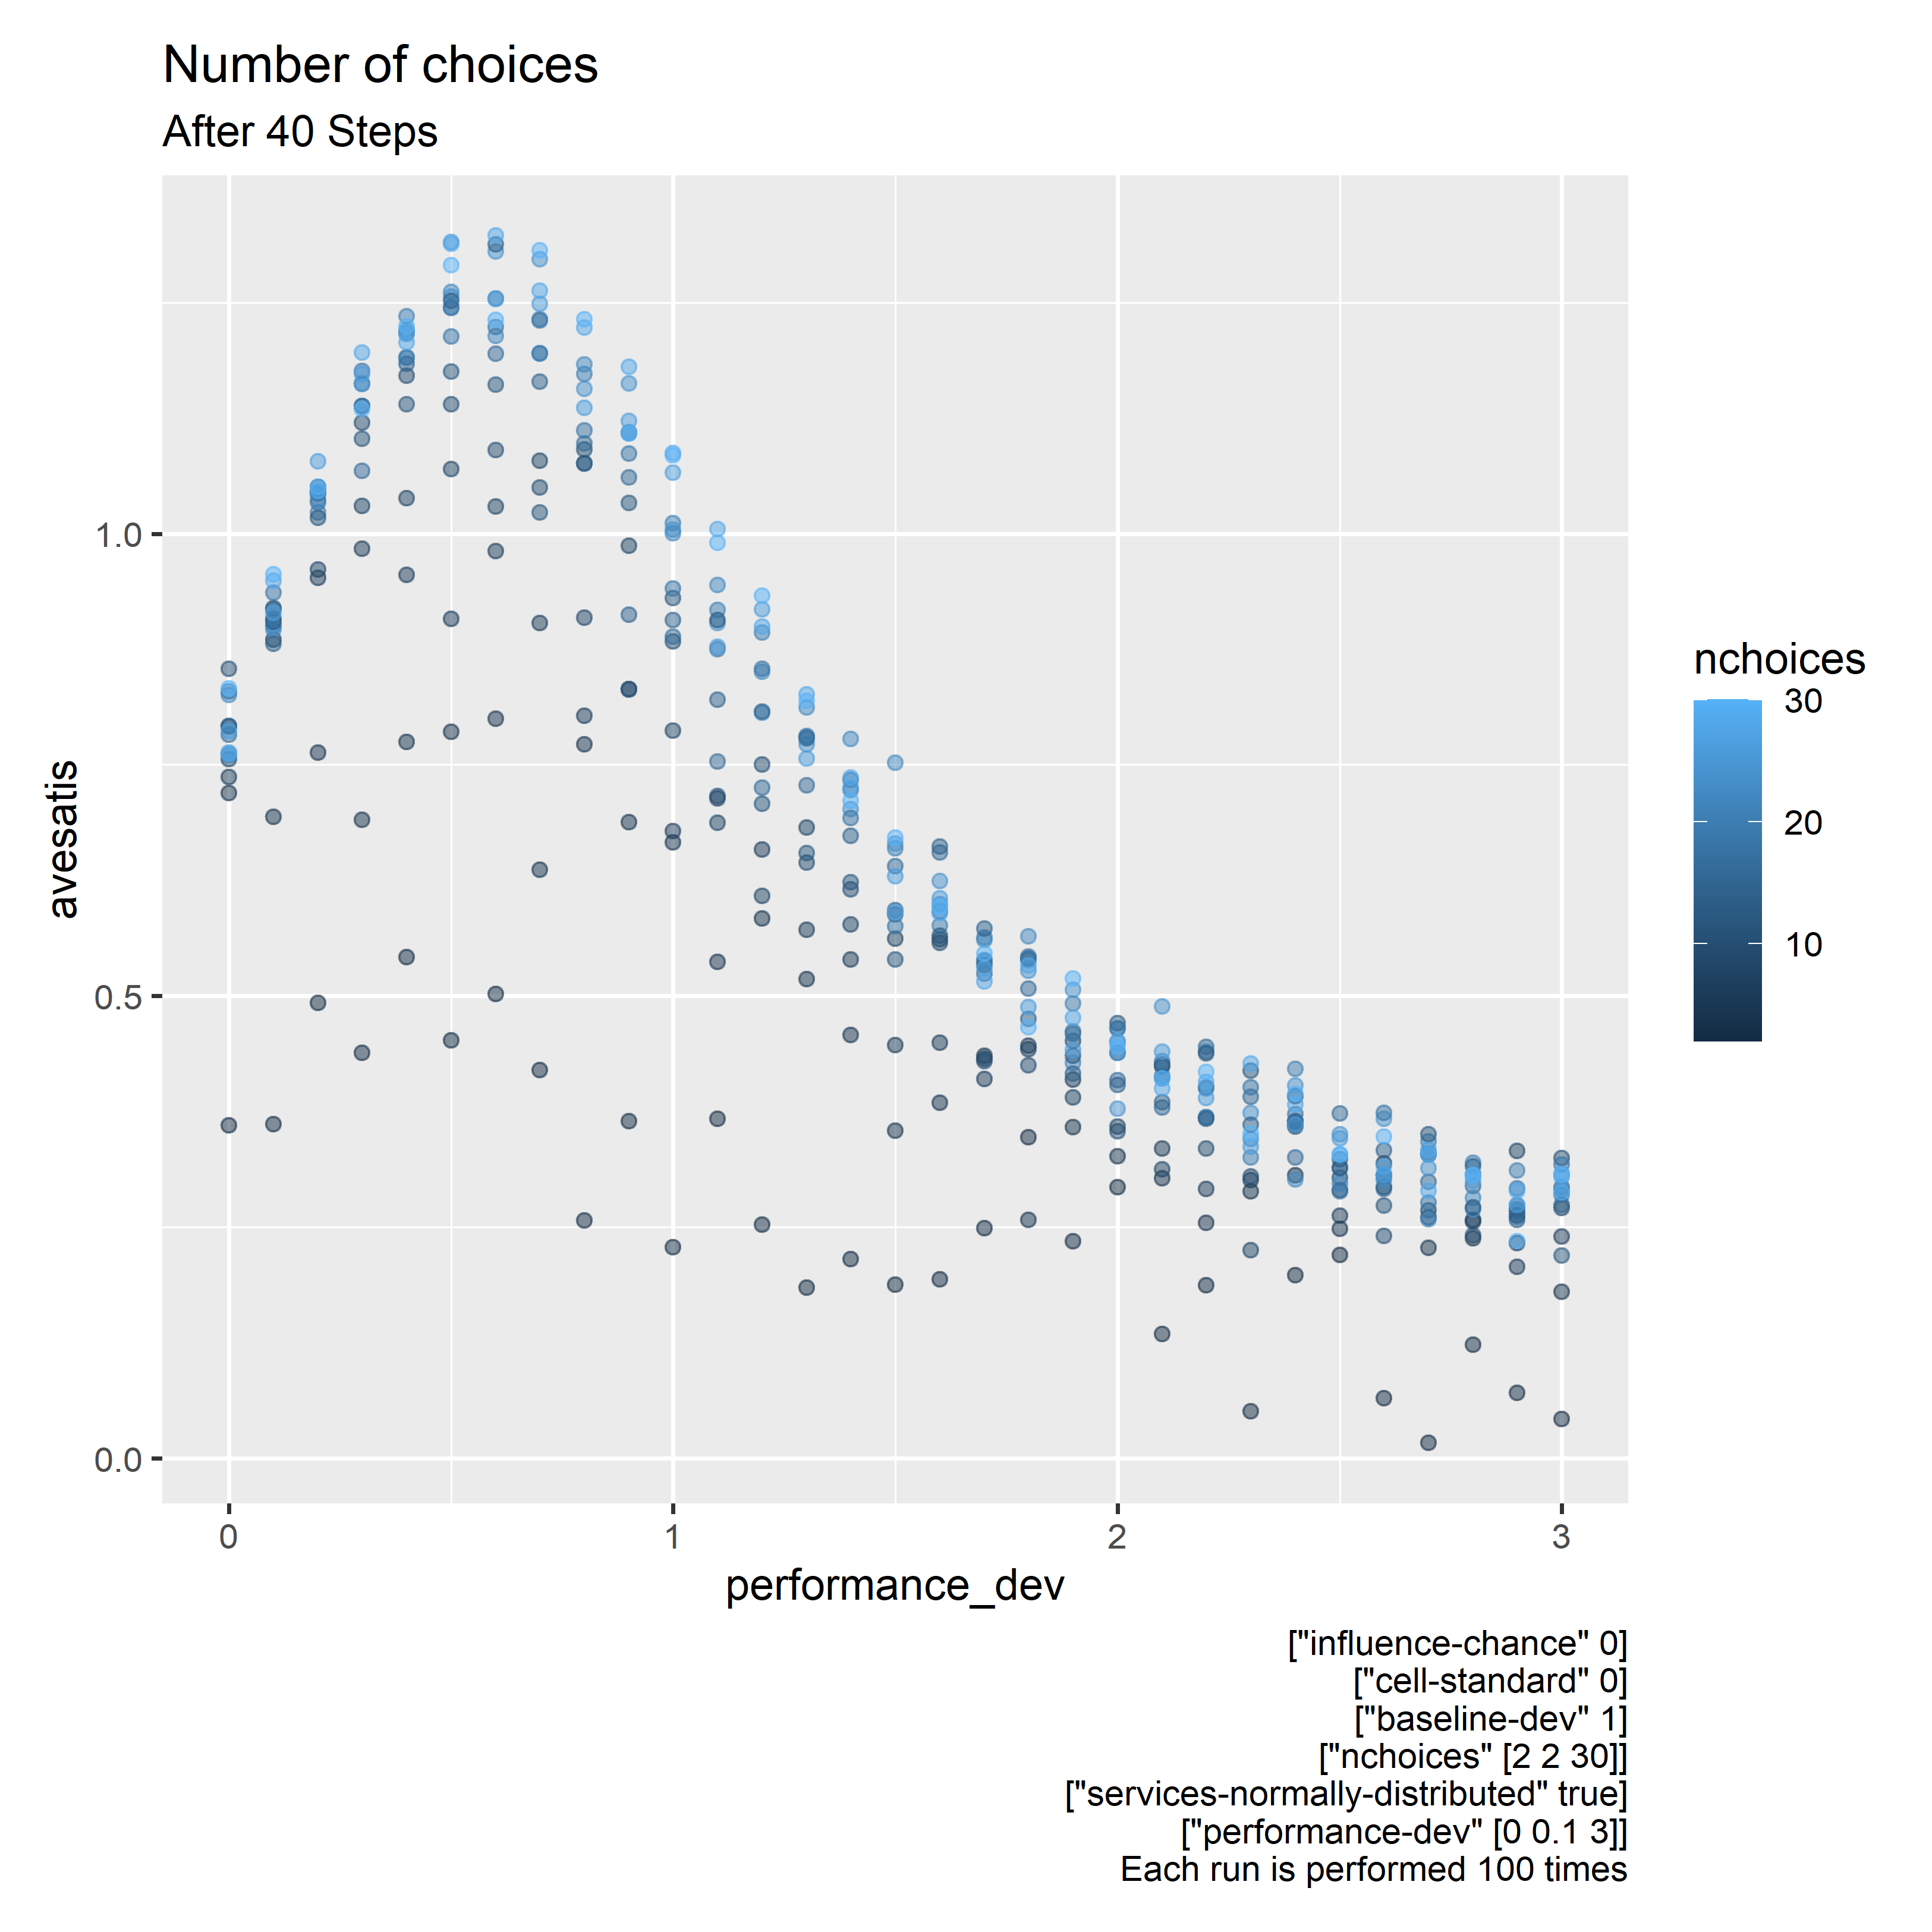 Number of choices
After 40 Steps
1.0
0.5
0.0
avesatis
0
1
2
3
performance_dev
nchoices
30
20
10
["influence-chance" 0]
["cell-standard" 0]
["baseline-dev" 1]
["nchoices" [2 2 30]]
["services-normally-distributed" true]
["performance-dev" [0 0.1 3]]
Each run is performed 100 times